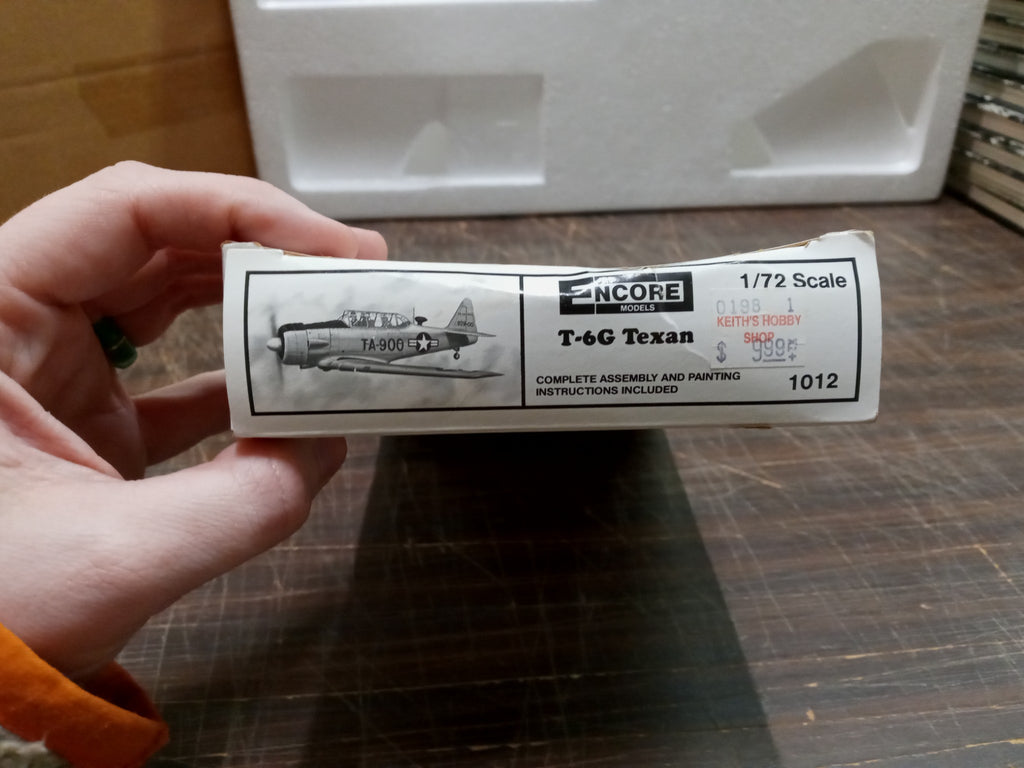 TA-900
ENCORE
MODELS
T-6G Texan
COMPLETE ASSEMBLY AND PAINTING
INSTRUCTIONS INCLUDED
1/72 Scale
0198 1
KEITH'S HOBBY
SHOP
$ 999
1012